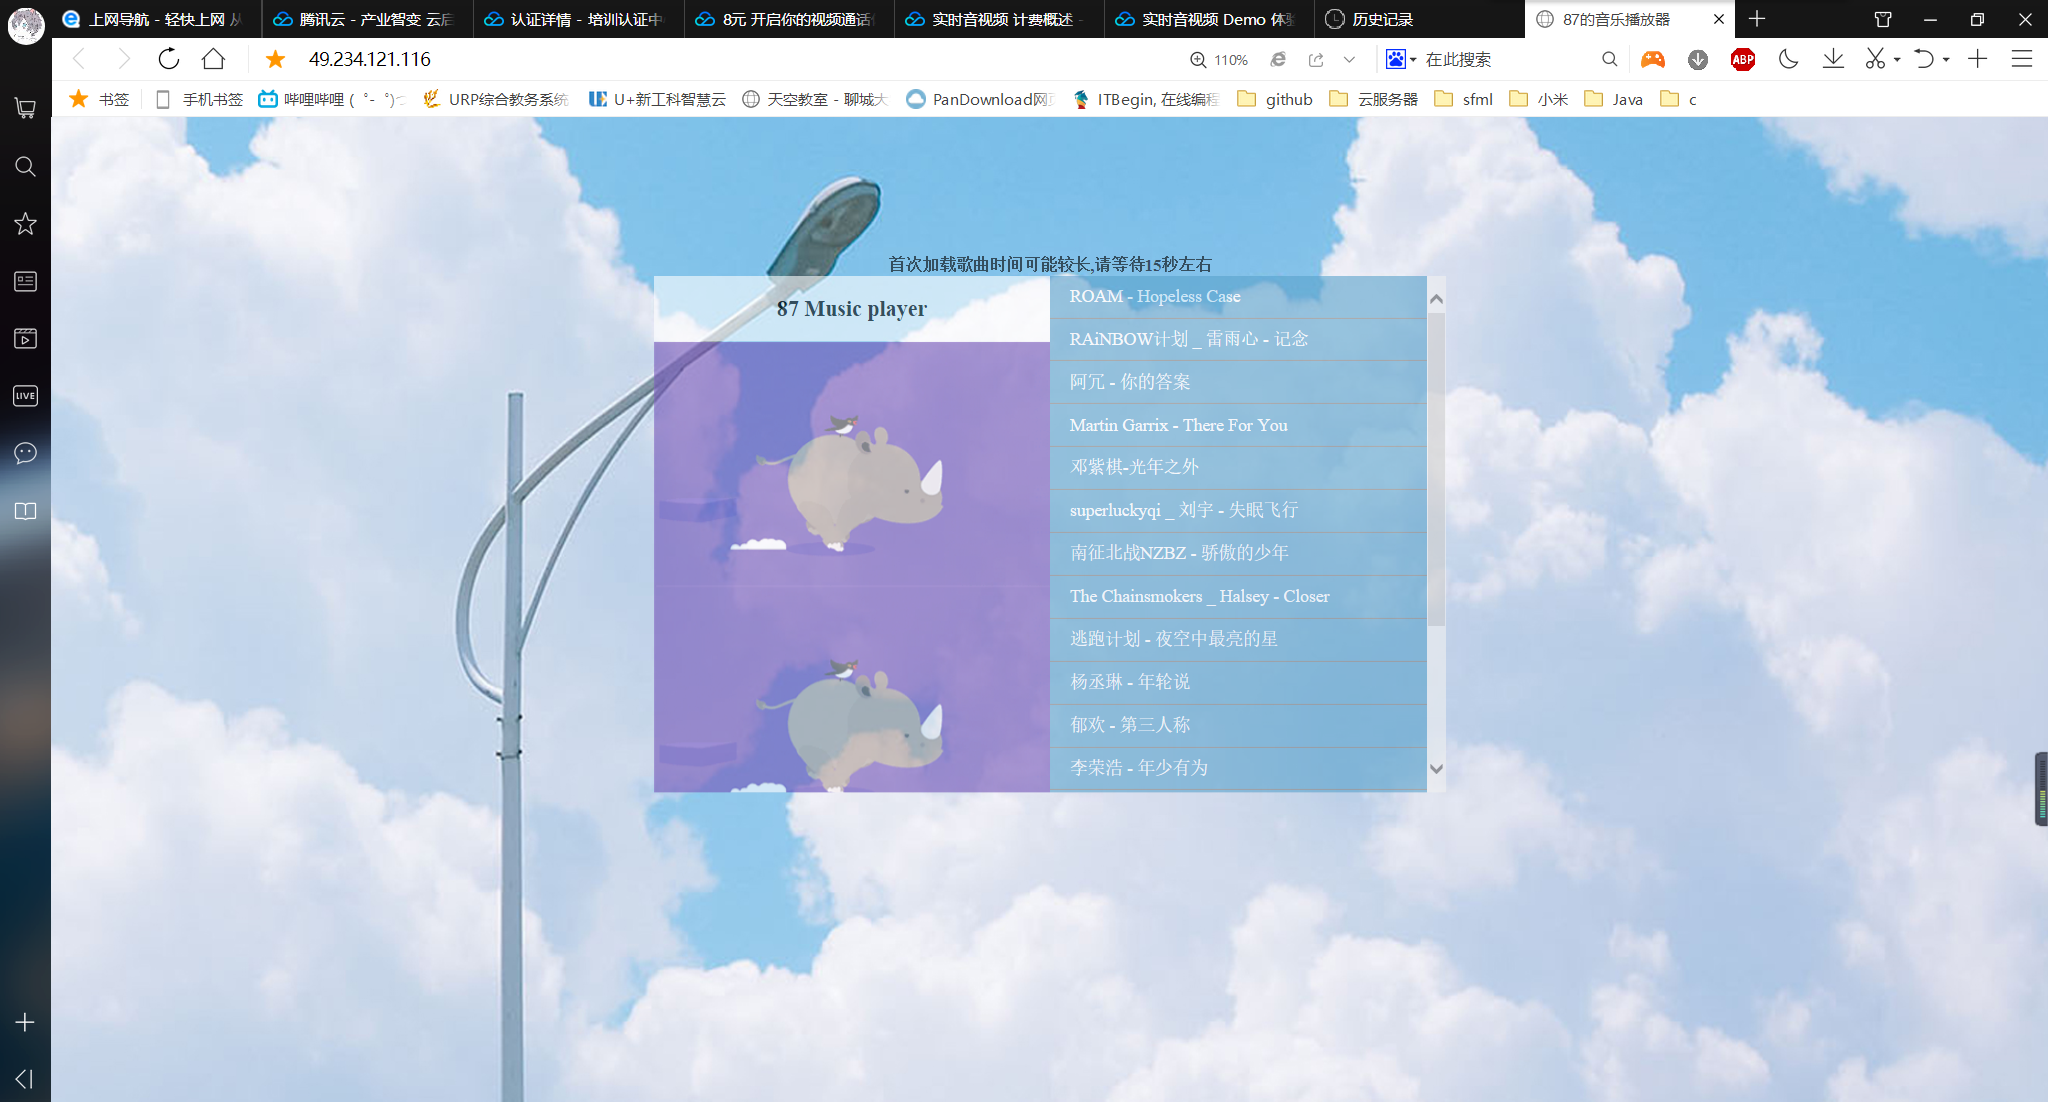 上网导航 - 轻快上网 从
腾讯云 - 产业智变 云启
认证详情 - 培训认证中
8元 开启你的视频通话
实时音视频 计费概述 -
实时音视频 Demo 体验
历史记录
87的音乐播放器
49.234.121.116
110%
在此搜索
ABP
书签
手机书签
哔哩哔哩 ( ゜- ゜)つ
URP综合教务系统
U+新工科智慧云
天空教室 - 聊城大
PanDownload网页
ITBegin, 在线编程
github
云服务器
sfml
小米
Java
c
LIVE
首次加载歌曲时间可能较长,请等待15秒左右
87 Music player
ROAM - Hopeless Case
RAiNBOW计划 _ 雷雨心 - 记念
阿冗 - 你的答案
Martin Garrix - There For You
邓紫棋-光年之外
superluckyqi _ 刘宇 - 失眠飞行
南征北战NZBZ - 骄傲的少年
The Chainsmokers _ Halsey - Closer
逃跑计划 - 夜空中最亮的星
杨丞琳 - 年轮说
郁欢 - 第三人称
李荣浩 - 年少有为